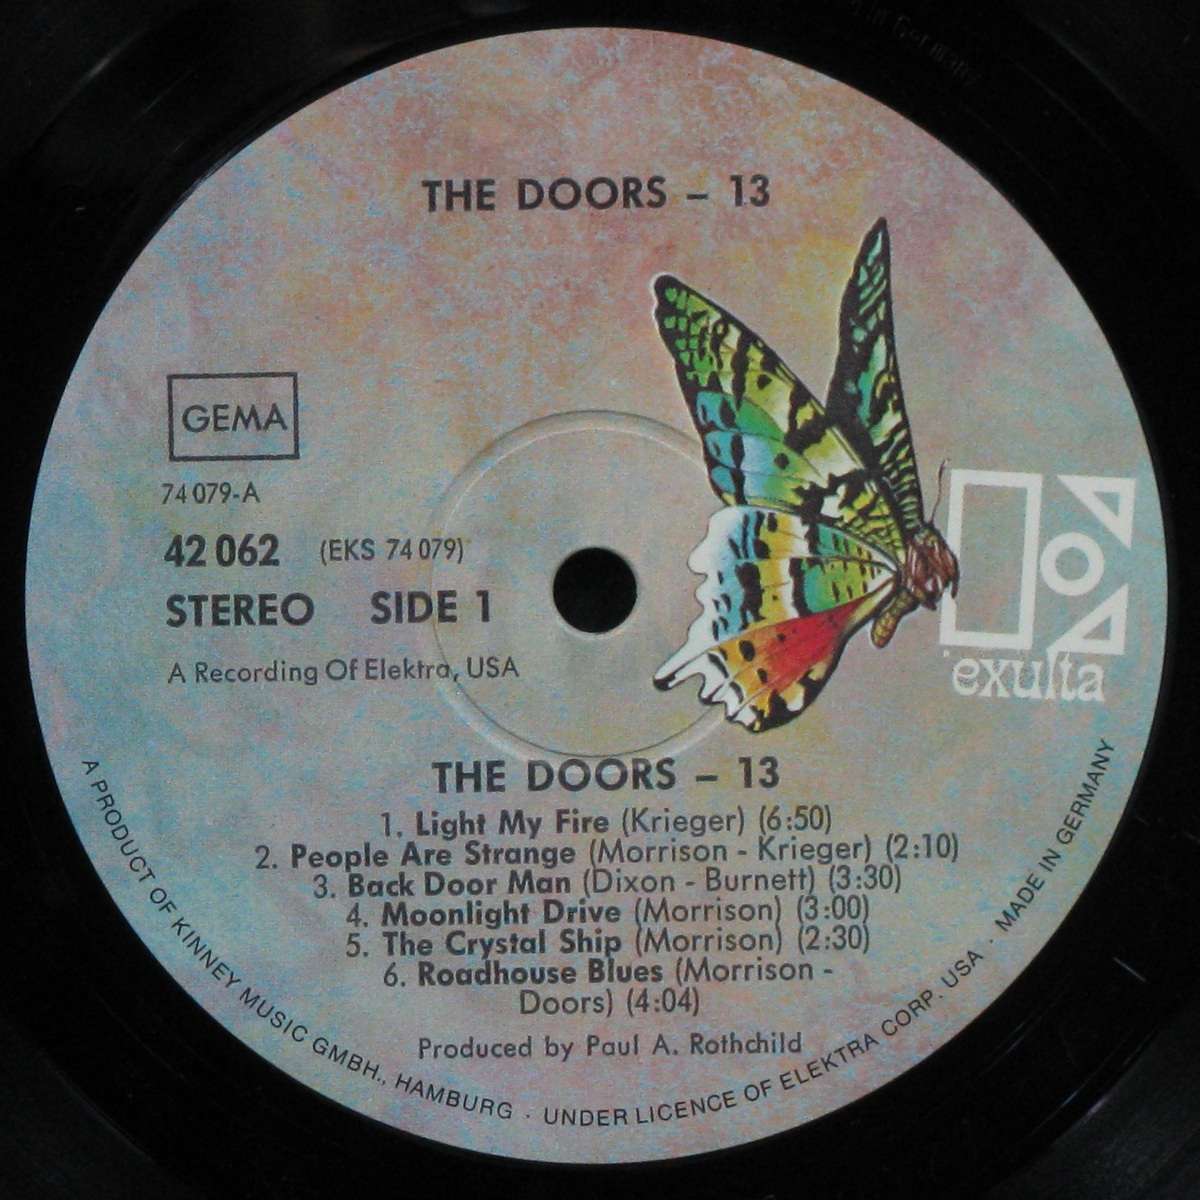 THE DOORS – 13
GEMA
74 079-A
42 062 (EKS 74 079)
STEREO SIDE 1
A Recording Of Elektra, USA
exulta
THE DOORS – 13
1. Light My Fire (Krieger) (6:50)
2. People Are Strange (Morrison - Krieger) (2:10)
3. Back Door Man (Dixon - Burnett) (3:30)
4. Moonlight Drive (Morrison) (3:00)
5. The Crystal Ship (Morrison) (2:30)
6. Roadhouse Blues (Morrison -
Doors) (4:04)
Produced by Paul A. Rothchild
A PRODUCT OF KINNEY MUSIC GMBH., HAMBURG · UNDER LICENCE OF ELEKTRA CORP. USA · MADE IN GERMANY
in Germany